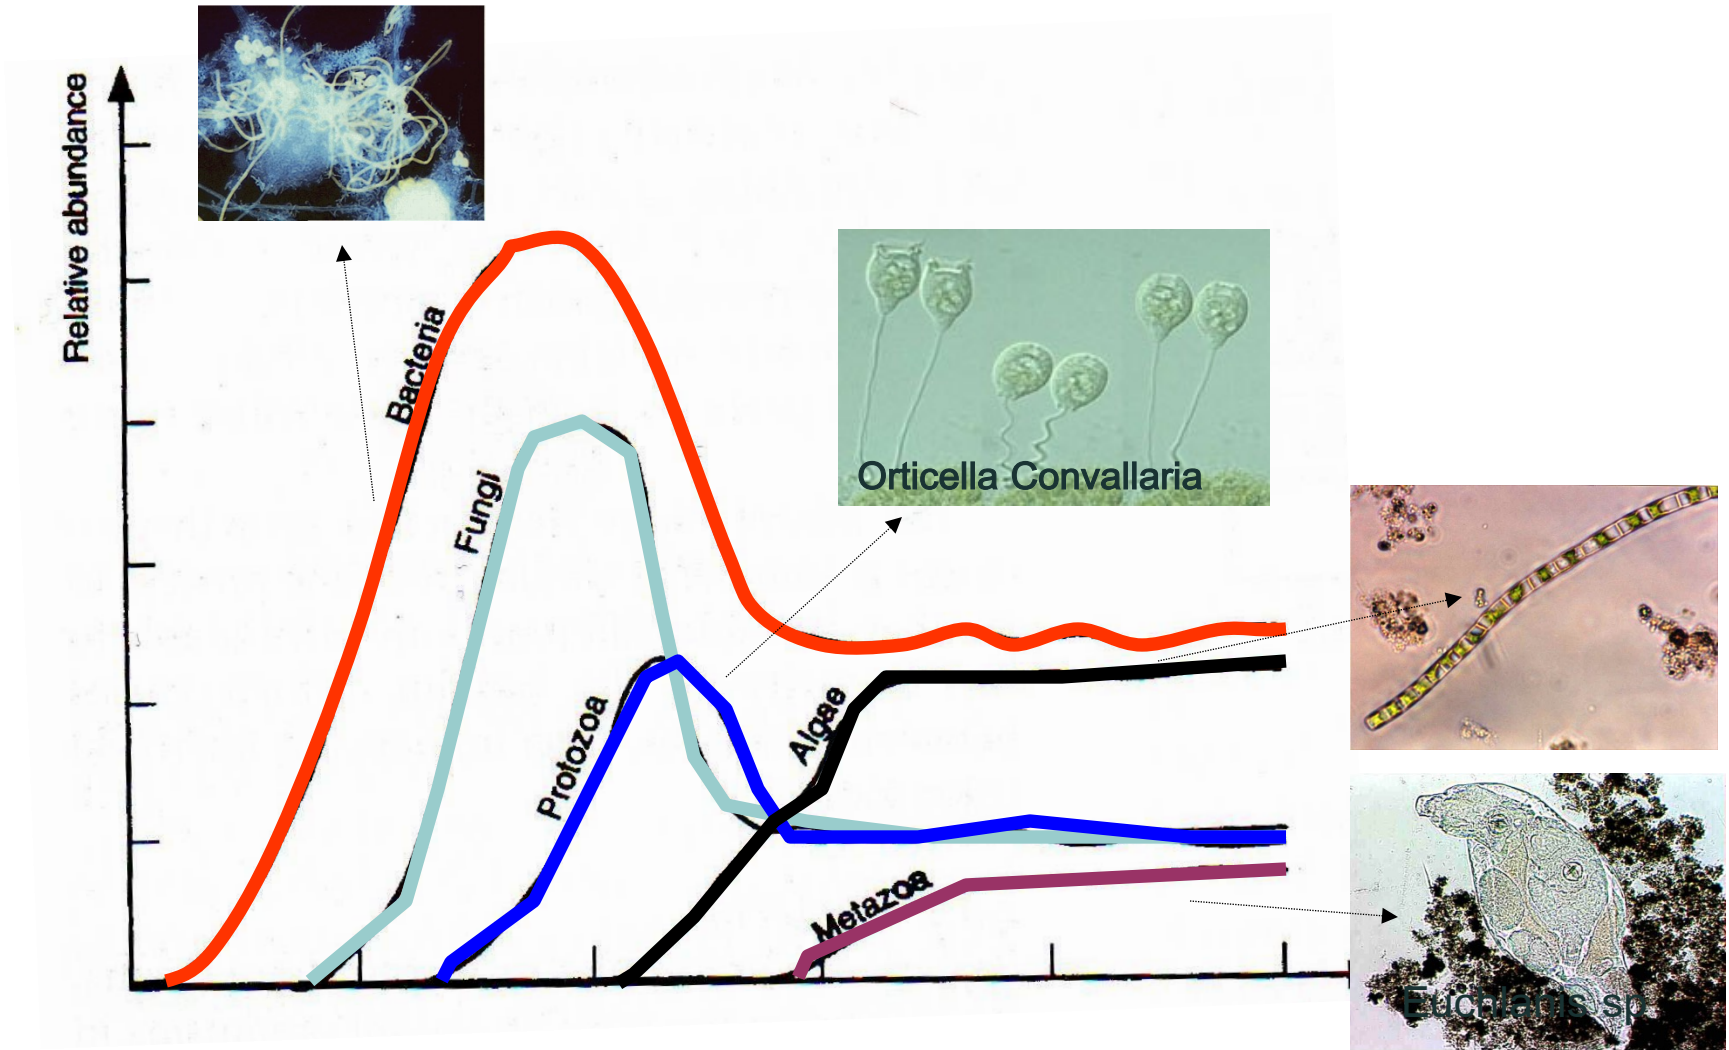 Relative abundance
Bacteria
Fungi
Orticella Convallaria
Protozoa
Algae
Metazoa
Euchlanis sp